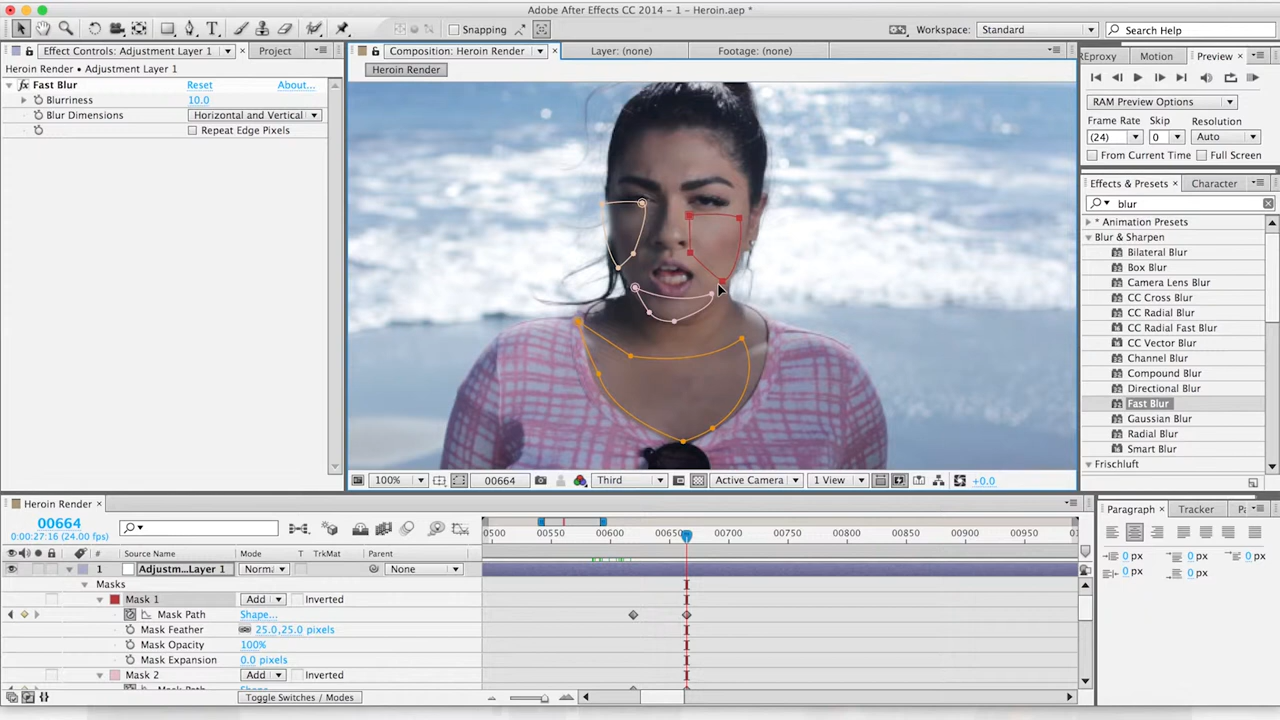 Adobe After Effects CC 2014 - 1 - Heroin.aep *
Snapping
Workspace: Standard
Search Help
Effect Controls: Adjustment Layer 1
Project
Composition: Heroin Render
Layer: (none)
Footage: (none)
REproxy
Motion
Preview
Heroin Render • Adjustment Layer 1
Heroin Render
fx Fast Blur
Reset
About...
Blurriness
10.0
Blur Dimensions
Horizontal and Vertical
Repeat Edge Pixels
RAM Preview Options
Frame Rate
Skip
Resolution
(24)
0
Auto
From Current Time
Full Screen
Effects & Presets
Character
blur
* Animation Presets
Blur & Sharpen
Bilateral Blur
Box Blur
Camera Lens Blur
CC Cross Blur
CC Radial Blur
CC Radial Fast Blur
CC Vector Blur
Channel Blur
Compound Blur
Directional Blur
Fast Blur
Gaussian Blur
Radial Blur
Smart Blur
Frischluft
100%
00664
Third
Active Camera
1 View
+0.0
Heroin Render
00664
0:00:27:16 (24.00 fps)
0500
00550
00600
00650
00700
00750
00800
00850
00900
00950
#
Source Name
Mode
T
TrkMat
Parent
1
Adjustm...Layer 1
Norm
None
Masks
Mask 1
Add
Inverted
Mask Path
Shape...
Mask Feather
25.0,25.0 pixels
Mask Opacity
100%
Mask Expansion
0.0 pixels
Mask 2
Add
Inverted
Toggle Switches / Modes
Paragraph
Tracker
0 px
0 px
0 px
0 px
0 px